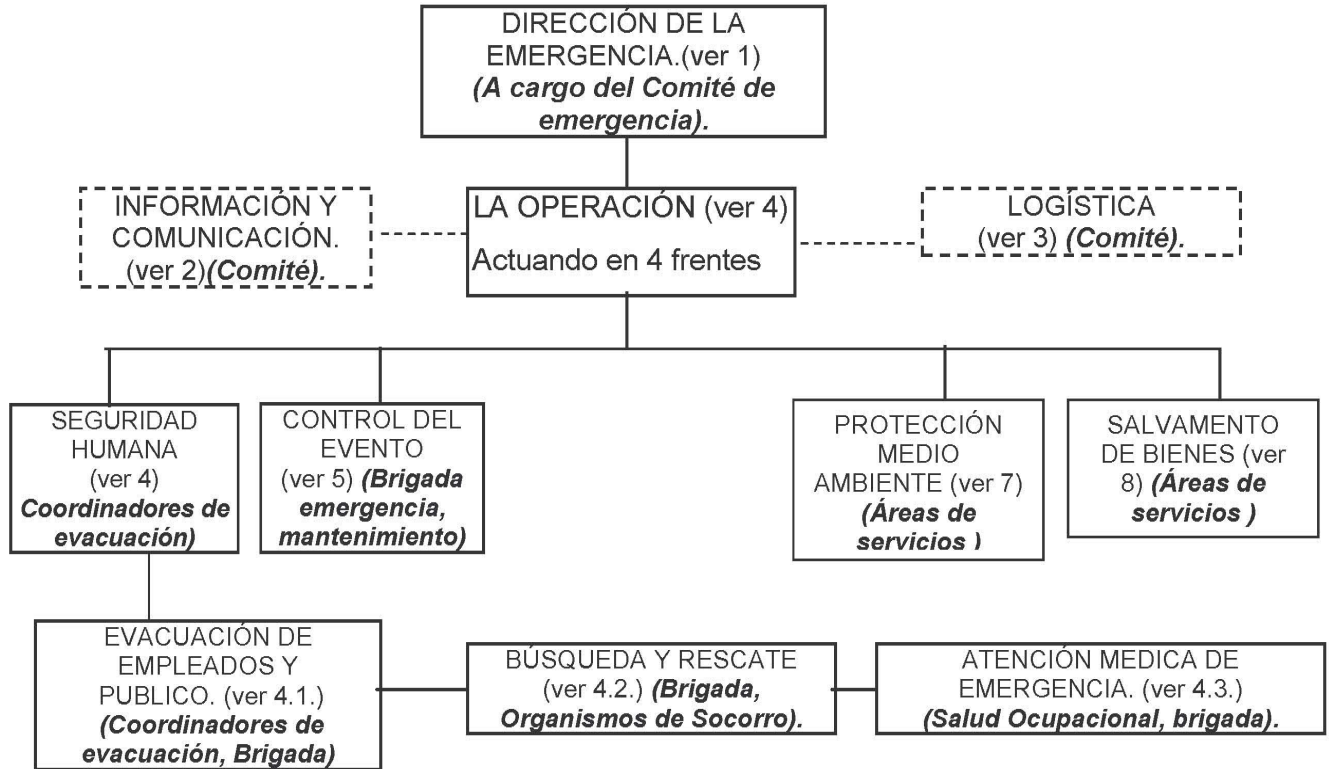 DIRECCIÓN DE LA
EMERGENCIA.(ver 1)
(A cargo del Comité de
emergencia).
INFORMACIÓN Y
COMUNICACIÓN.
(ver 2)(Comité).
LA OPERACIÓN (ver 4)
Actuando en 4 frentes
LOGÍSTICA
(ver 3) (Comité).
SEGURIDAD
HUMANA
(ver 4)
Coordinadores de
evacuación)
CONTROL DEL
EVENTO
(ver 5) (Brigada
emergencia,
mantenimiento)
PROTECCIÓN
MEDIO
AMBIENTE (ver 7)
(Áreas de
servicios )
SALVAMENTO
DE BIENES (ver
8) (Áreas de
servicios )
EVACUACIÓN DE
EMPLEADOS Y
PUBLICO. (ver 4.1.)
(Coordinadores de
evacuación, Brigada)
BÚSQUEDA Y RESCATE
(ver 4.2.) (Brigada,
Organismos de Socorro).
ATENCIÓN MEDICA DE
EMERGENCIA. (ver 4.3.)
(Salud Ocupacional, brigada).